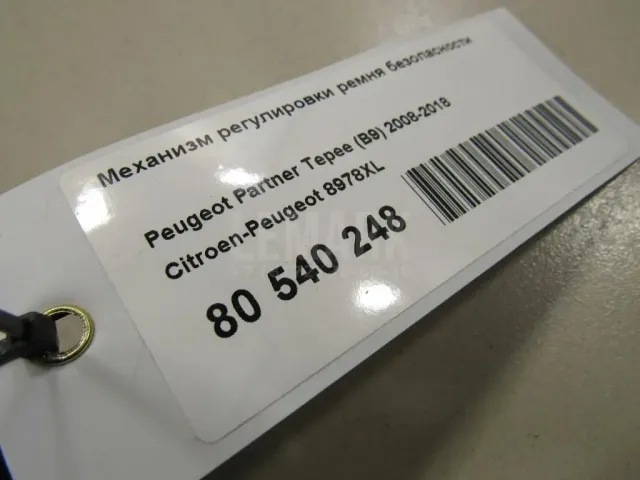 Механизм регулировки ремня безопасности
Peugeot Partner Tepee (B9) 2008-2018
Citroen-Peugeot 8978XL
80 540 248